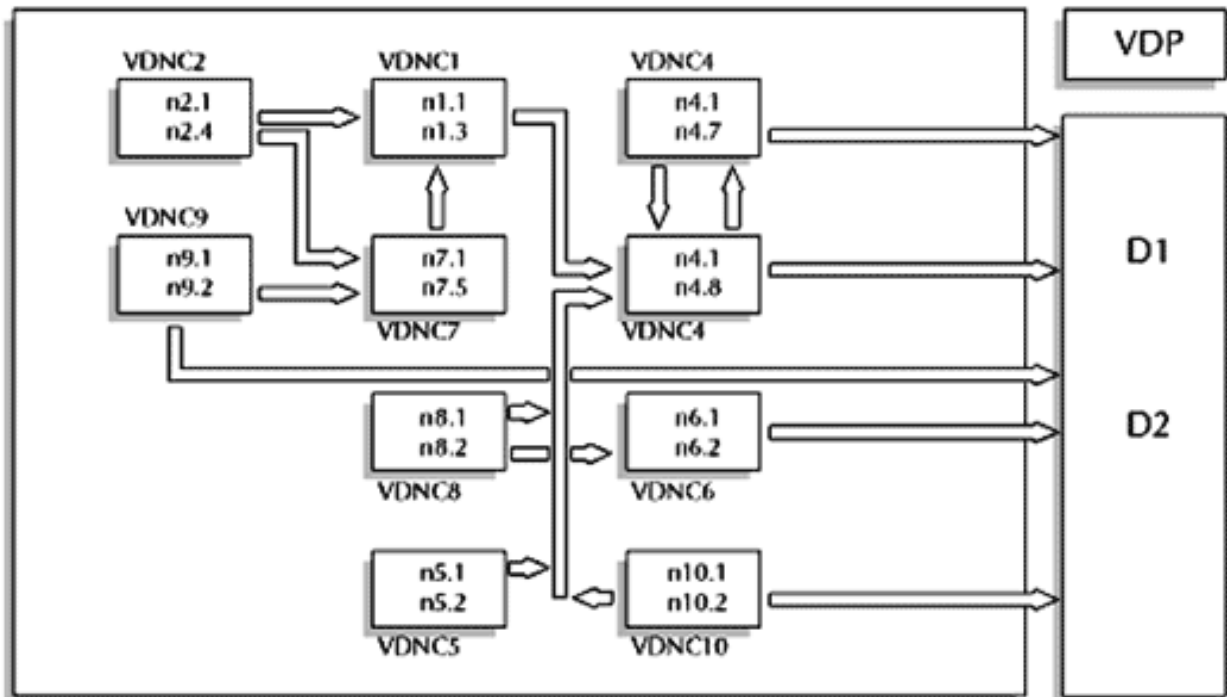 VDNC2
n2.1
n2.4
VDNC1
n1.1
n1.3
VDNC4
n4.1
n4.7
VDP
VDNC9
n9.1
n9.2
n7.1
n7.5
VDNC7
n4.1
n4.8
VDNC4
D1
n8.1
n8.2
VDNC8
n6.1
n6.2
VDNC6
D2
n5.1
n5.2
VDNC5
n10.1
n10.2
VDNC10